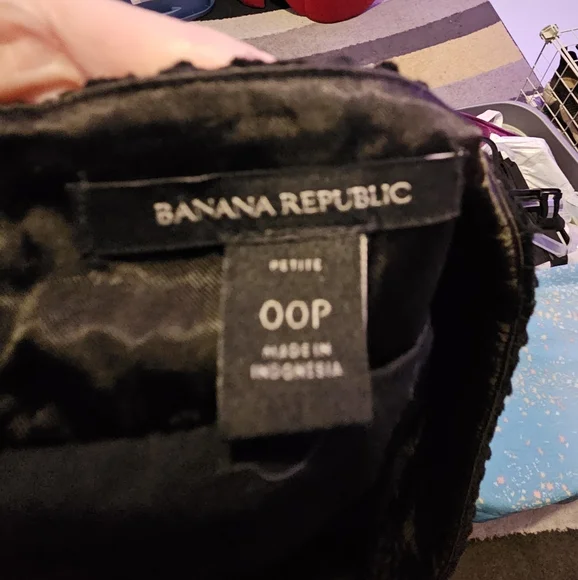 BANANA REPUBLIC
PETITE
00P
MADE IN
INDONESIA